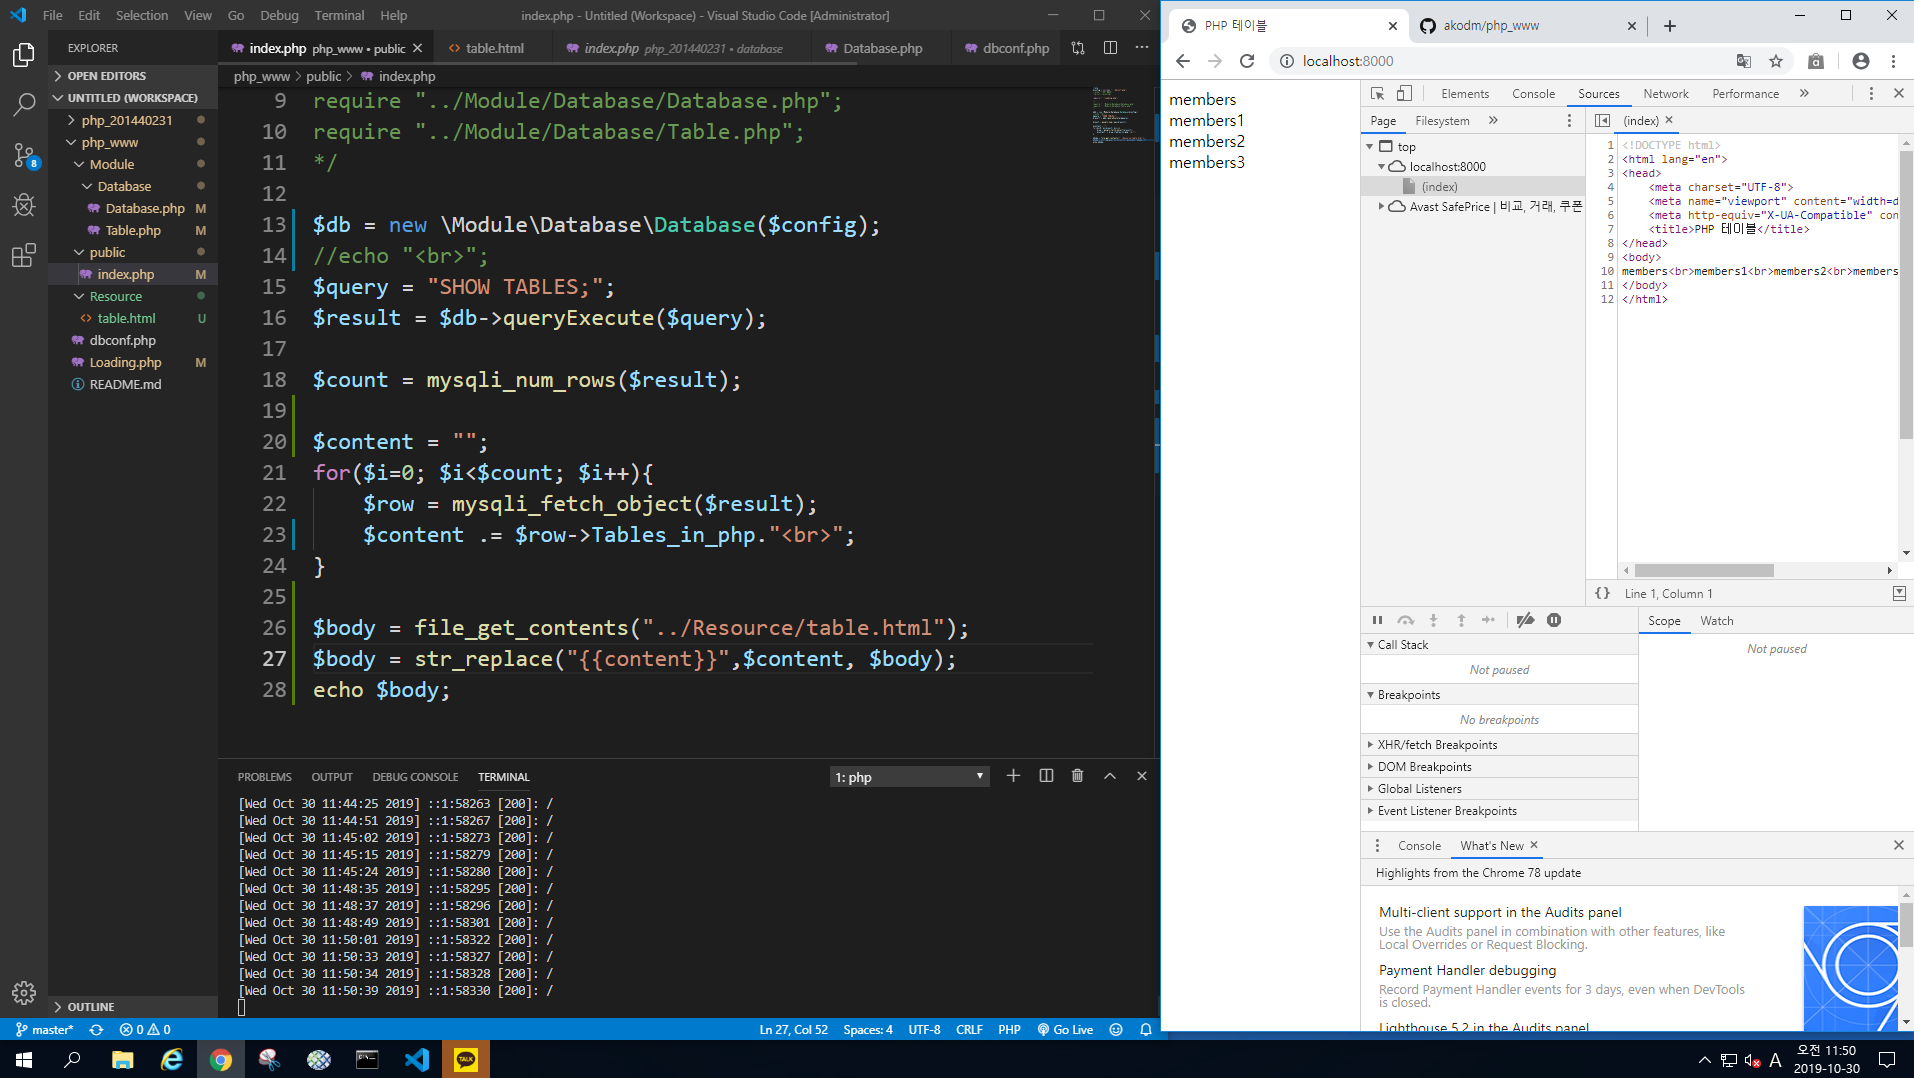 File Edit Selection View Go Debug Terminal Help
index.php - Untitled (Workspace) - Visual Studio Code [Administrator]
EXPLORER
OPEN EDITORS
UNTITLED (WORKSPACE)
php_201440231
php_www
Module
Database
Database.php M
Table.php M
public
index.php M
Resource
table.html U
dbconf.php
Loading.php M
README.md
OUTLINE
8
index.php php_www • public
table.html
index.php php_201440231 • database
Database.php
dbconf.php
php_www > public > index.php
9 require "../Module/Database/Database.php";
10 require "../Module/Database/Table.php";
11 */
12
13 $db = new \Module\Database\Database($config);
14 //echo "<br>";
15 $query = "SHOW TABLES;";
16 $result = $db->queryExecute($query);
17
18 $count = mysqli_num_rows($result);
19
20 $content = "";
21 for($i=0; $i<$count; $i++){
22 $row = mysqli_fetch_object($result);
23 $content .= $row->Tables_in_php."<br>";
24 }
25
26 $body = file_get_contents("../Resource/table.html");
27 $body = str_replace("{{content}}",$content, $body);
28 echo $body;
PROBLEMS OUTPUT DEBUG CONSOLE TERMINAL
1: php
[Wed Oct 30 11:44:25 2019] ::1:58263 [200]: /
[Wed Oct 30 11:44:51 2019] ::1:58267 [200]: /
[Wed Oct 30 11:45:02 2019] ::1:58273 [200]: /
[Wed Oct 30 11:45:15 2019] ::1:58279 [200]: /
[Wed Oct 30 11:45:24 2019] ::1:58280 [200]: /
[Wed Oct 30 11:48:35 2019] ::1:58295 [200]: /
[Wed Oct 30 11:48:37 2019] ::1:58296 [200]: /
[Wed Oct 30 11:48:49 2019] ::1:58301 [200]: /
[Wed Oct 30 11:50:01 2019] ::1:58322 [200]: /
[Wed Oct 30 11:50:33 2019] ::1:58327 [200]: /
[Wed Oct 30 11:50:34 2019] ::1:58328 [200]: /
[Wed Oct 30 11:50:39 2019] ::1:58330 [200]: /
master* 0 0
Ln 27, Col 52 Spaces: 4 UTF-8 CRLF PHP Go Live
PHP 테이블
akodm/php_www
localhost:8000
members
members1
members2
members3
Elements Console Sources Network Performance »
Page Filesystem »
top
localhost:8000
(index)
Avast SafePrice | 비교, 거래, 쿠폰
(index)
1 <!DOCTYPE html>
2 <html lang="en">
3 <head>
4 <meta charset="UTF-8">
5 <meta name="viewport" content="width=d
6 <meta http-equiv="X-UA-Compatible" con
7 <title>PHP 테이블</title>
8 </head>
9 <body>
10 members<br>members1<br>members2<br>members
11 </body>
12 </html>
{} Line 1, Column 1
Scope Watch
Not paused
Call Stack
Not paused
Breakpoints
No breakpoints
XHR/fetch Breakpoints
DOM Breakpoints
Global Listeners
Event Listener Breakpoints
Console What's New
Highlights from the Chrome 78 update
Multi-client support in the Audits panel
Use the Audits panel in combination with other features, like
Local Overrides or Request Blocking.
Payment Handler debugging
Record Payment Handler events for 3 days, even when DevTools
is closed.
Lighthouse 5.2 in the Audits panel
TALK
A
오전 11:50
2019-10-30